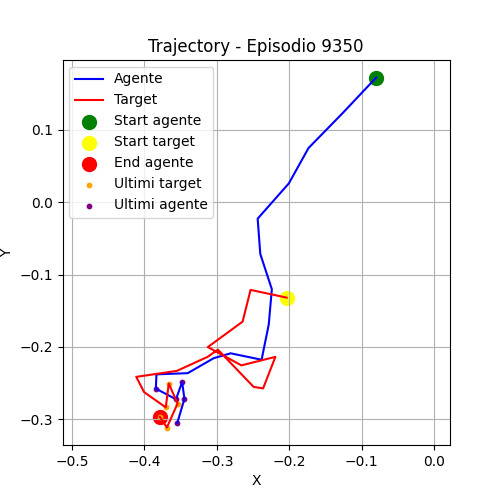 Trajectory - Episodio 9350
Agente
Target
Start agente
Start target
End agente
Ultimi target
Ultimi agente
0.1
0.0
−0.1
−0.2
−0.3
Y
−0.5
−0.4
−0.3
−0.2
−0.1
0.0
X